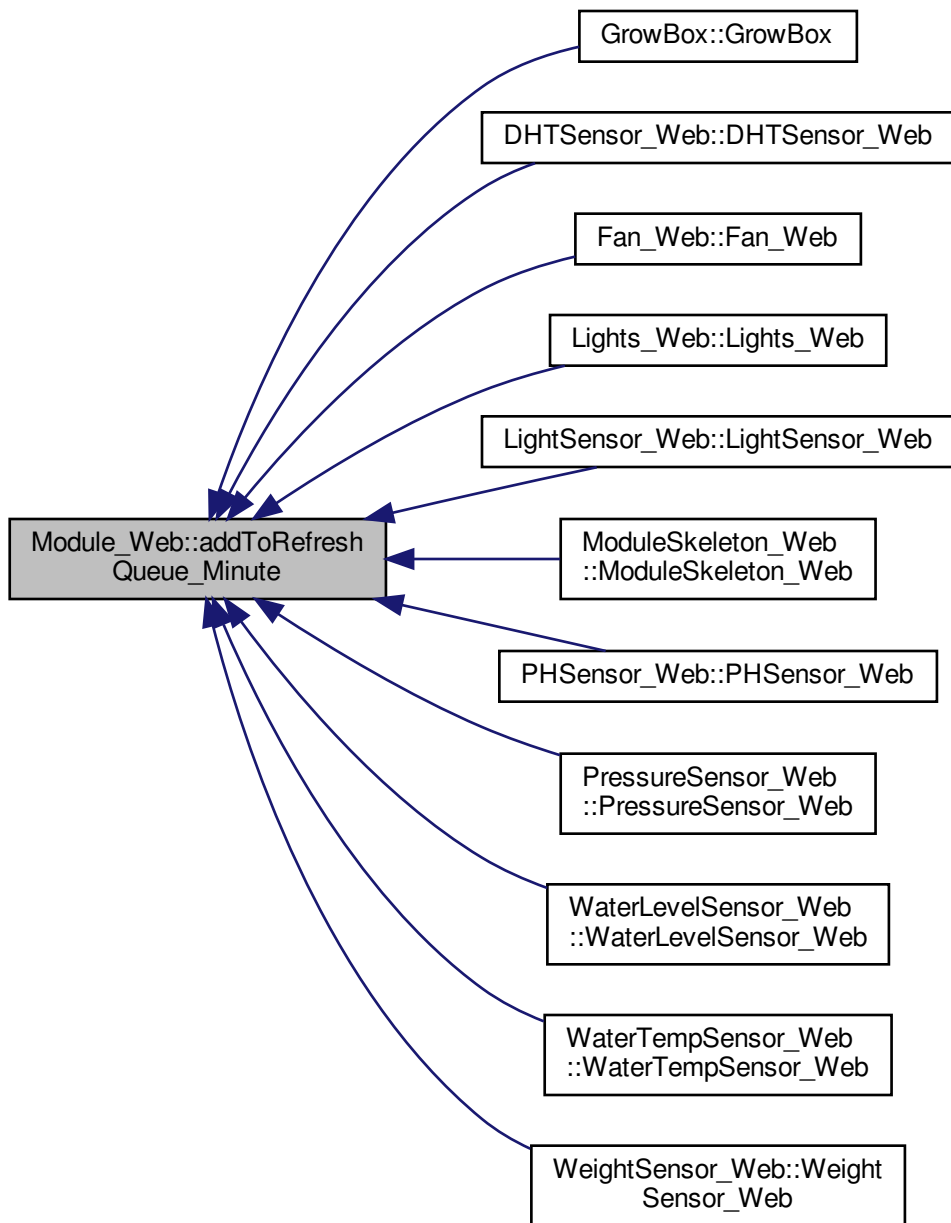 GrowBox::GrowBox
DHTSensor_Web::DHTSensor_Web
Fan_Web::Fan_Web
Lights_Web::Lights_Web
LightSensor_Web::LightSensor_Web
Module_Web::addToRefresh
Queue_Minute
ModuleSkeleton_Web
::ModuleSkeleton_Web
PHSensor_Web::PHSensor_Web
PressureSensor_Web
::PressureSensor_Web
WaterLevelSensor_Web
::WaterLevelSensor_Web
WaterTempSensor_Web
::WaterTempSensor_Web
WeightSensor_Web::Weight
Sensor_Web